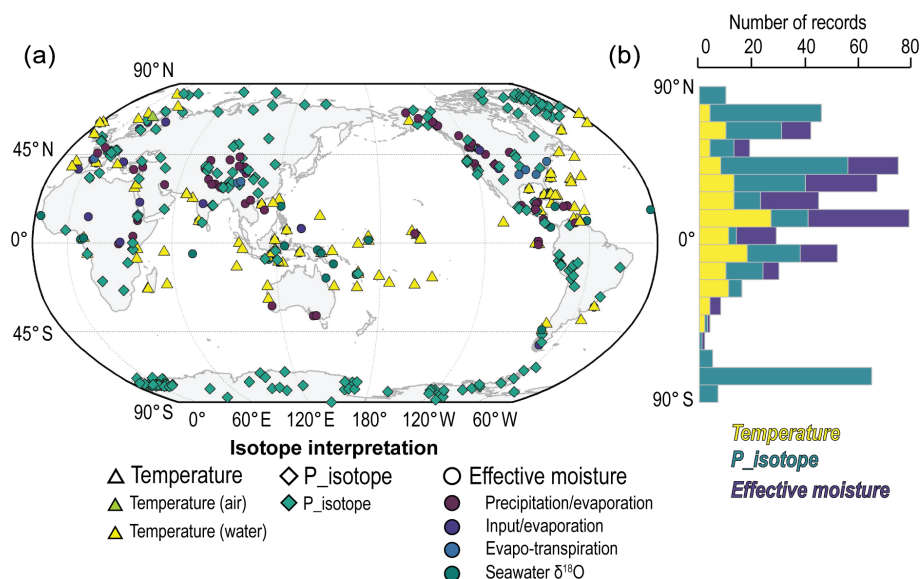 (a)
90° N
45° N
0°
45° S
90° S
0°
60° E
120° E
180°
120° W
60° W
Isotope interpretation
Temperature
Temperature (air)
Temperature (water)
P_isotope
P_isotope
Effective moisture
Precipitation/evaporation
Input/evaporation
Evapo-transpiration
Seawater δ¹⁸O
(b)
Number of records
0 20 40 60 80
90° N
0°
90° S
Temperature
P_isotope
Effective moisture